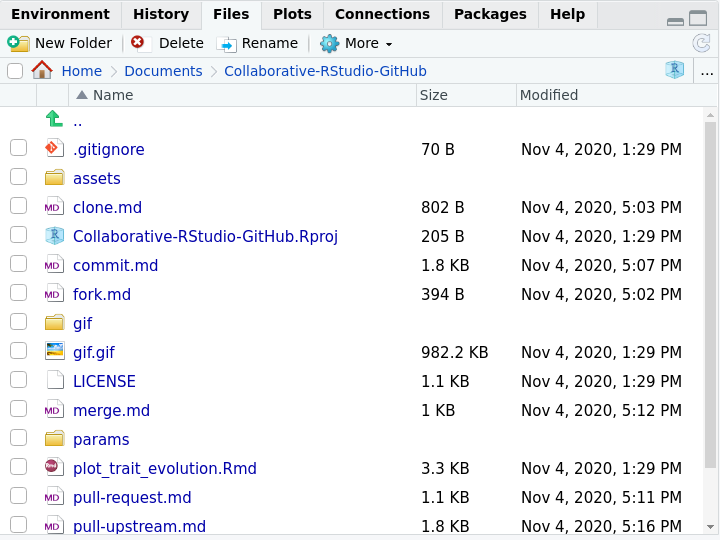 Environment History Files Plots Connections Packages Help
New Folder Delete Rename More
Home Documents Collaborative-RStudio-GitHub R ...
Name Size Modified
..
.gitignore 70 B Nov 4, 2020, 1:29 PM
assets
MD clone.md 802 B Nov 4, 2020, 5:03 PM
R Collaborative-RStudio-GitHub.Rproj 205 B Nov 4, 2020, 1:29 PM
MD commit.md 1.8 KB Nov 4, 2020, 5:07 PM
MD fork.md 394 B Nov 4, 2020, 5:02 PM
gif
gif.gif 982.2 KB Nov 4, 2020, 1:29 PM
LICENSE 1.1 KB Nov 4, 2020, 1:29 PM
MD merge.md 1 KB Nov 4, 2020, 5:12 PM
params
Rmd plot_trait_evolution.Rmd 3.3 KB Nov 4, 2020, 1:29 PM
MD pull-request.md 1.1 KB Nov 4, 2020, 5:11 PM
MD pull-upstream.md 1.8 KB Nov 4, 2020, 5:16 PM